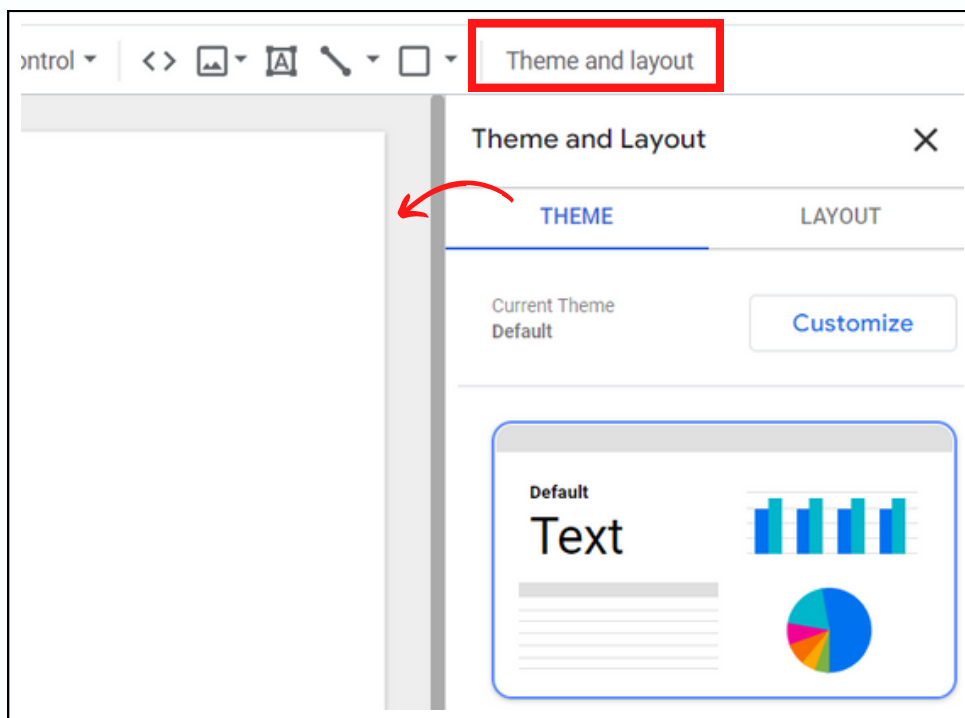 ontrol
A
Theme and layout
Theme and Layout
THEME
LAYOUT
Current Theme
Default
Customize
Default
Text